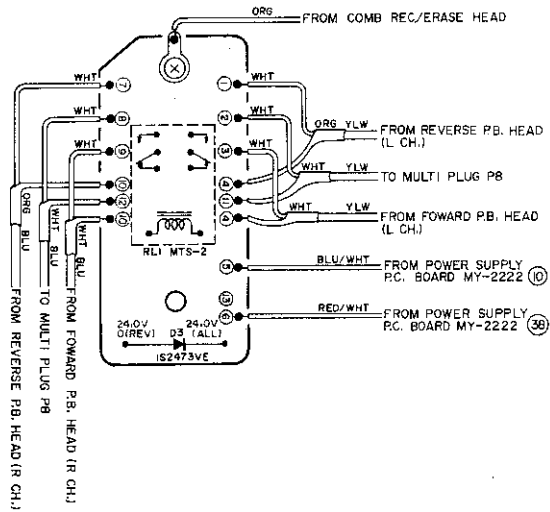 ORG
FROM COMB REC/ERASE HEAD
WHT
7
1
WHT
WHT
8
2
WHT
ORG YLW
FROM REVERSE P.B. HEAD
(L CH.)
WHT
9
3
WHT
WHT YLW
TO MULTI PLUG P8
10
4
12
11
10
4
WHT YLW
FROM FOWARD P.B. HEAD
(L CH.)
ORG
BLU
WHT
BLU
WHT
BLU
RL1 MTS-2
5
BLU/WHT
FROM POWER SUPPLY
P.C. BOARD MY-2222 10
13
6
RED/WHT
FROM POWER SUPPLY
P.C. BOARD MY-2222 38
24.0V
0(REV)
D3
24.0V
(ALL)
1S2473VE
FROM REVERSE P.B. HEAD (R CH.)
TO MULTI PLUG P8
FROM FOWARD P.B. HEAD (R CH.)